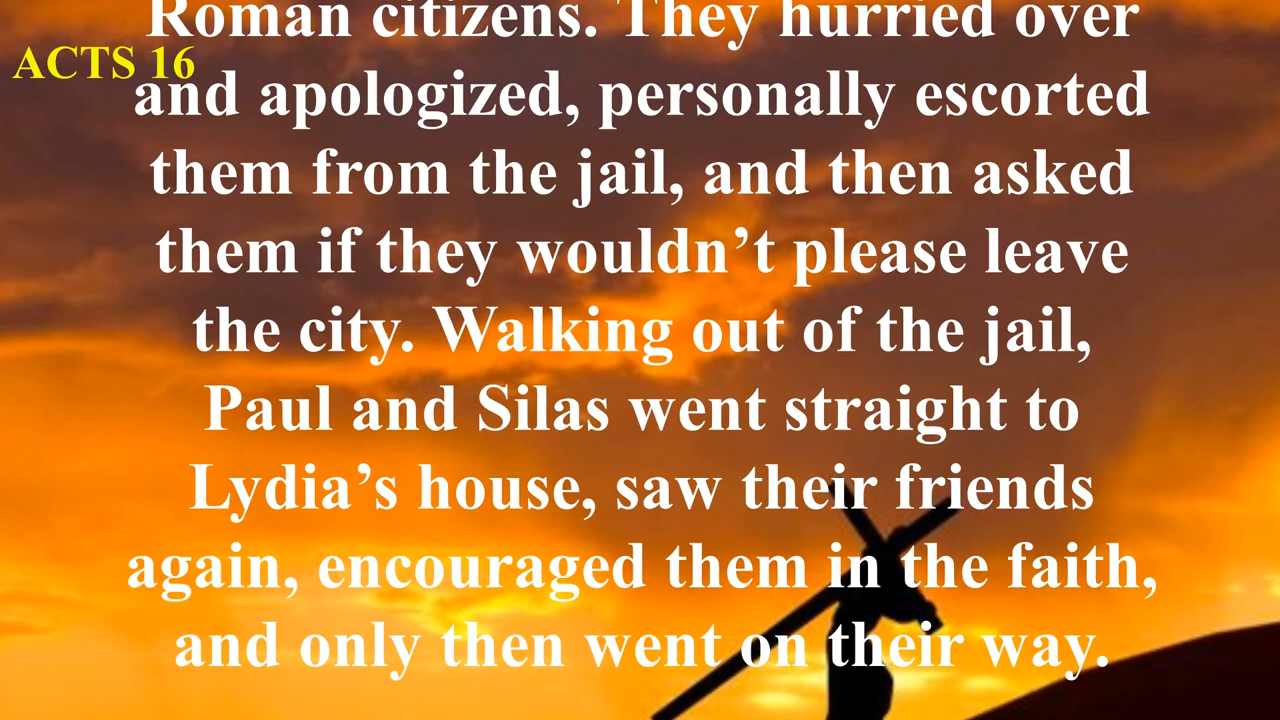 Roman citizens. They hurried over
ACTS 16
and apologized, personally escorted
them from the jail, and then asked
them if they wouldn’t please leave
the city. Walking out of the jail,
Paul and Silas went straight to
Lydia’s house, saw their friends
again, encouraged them in the faith,
and only then went on their way.